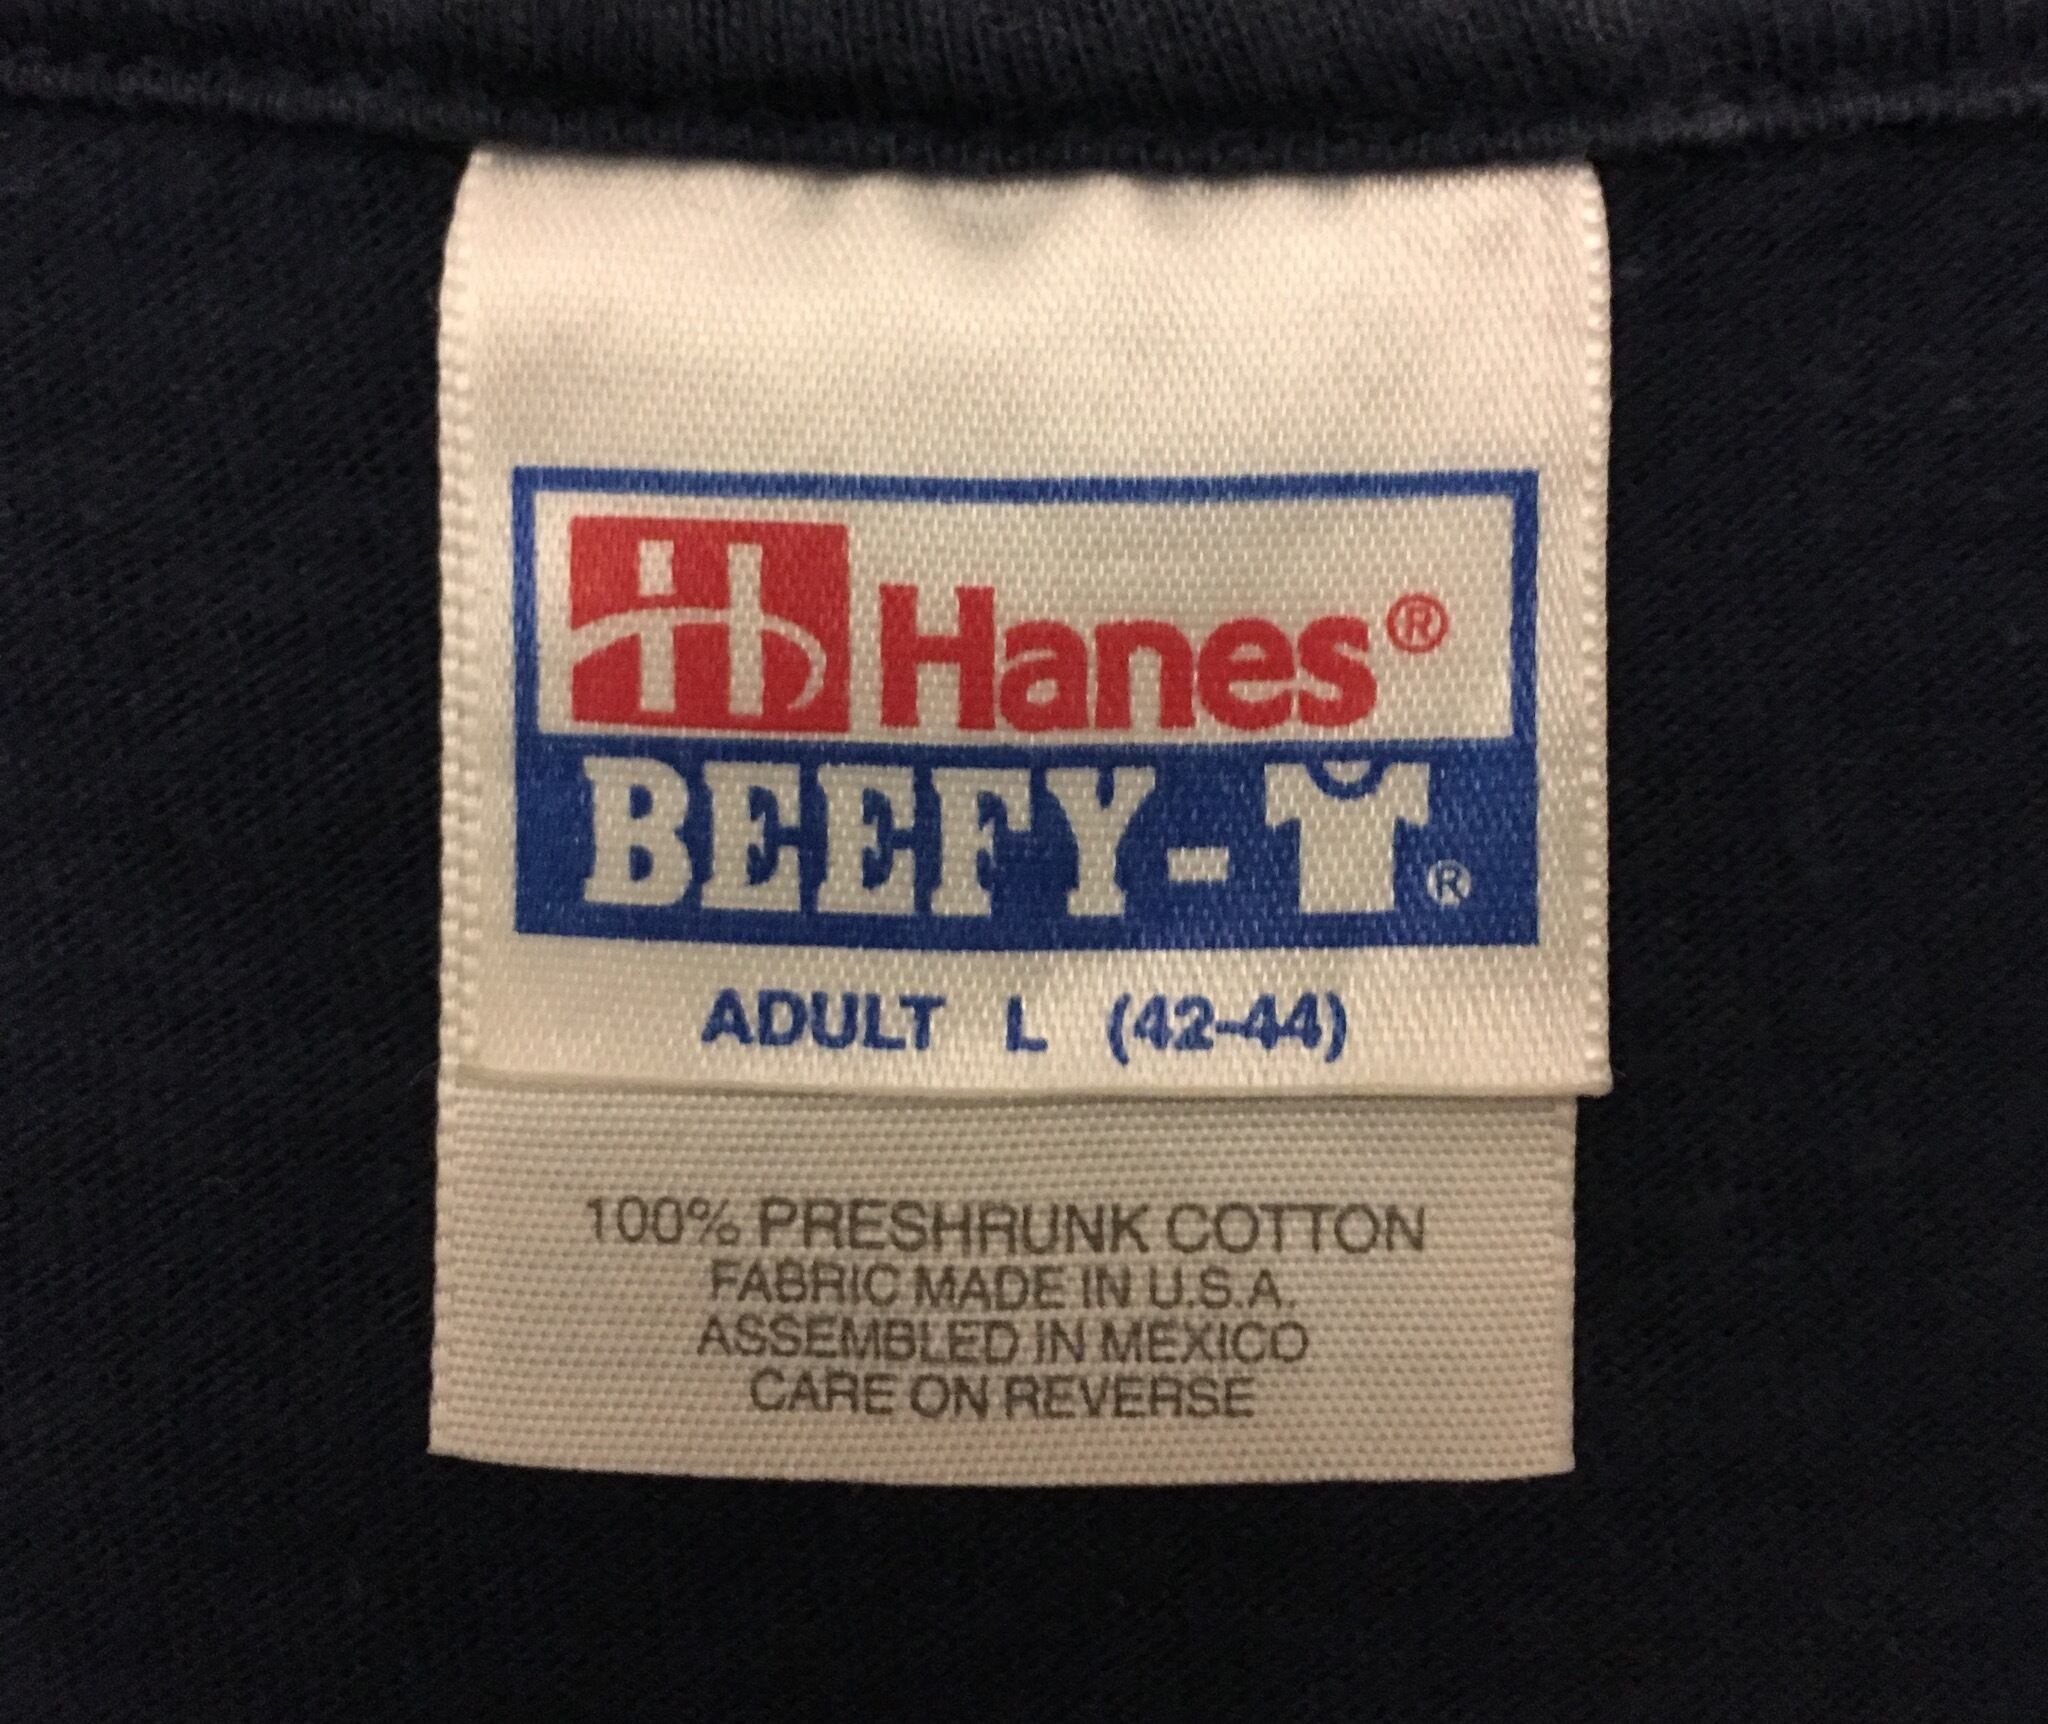 Hanes®
BEEFY-T®
ADULT L (42-44)
100% PRESHRUNK COTTON
FABRIC MADE IN U.S.A.
ASSEMBLED IN MEXICO
CARE ON REVERSE